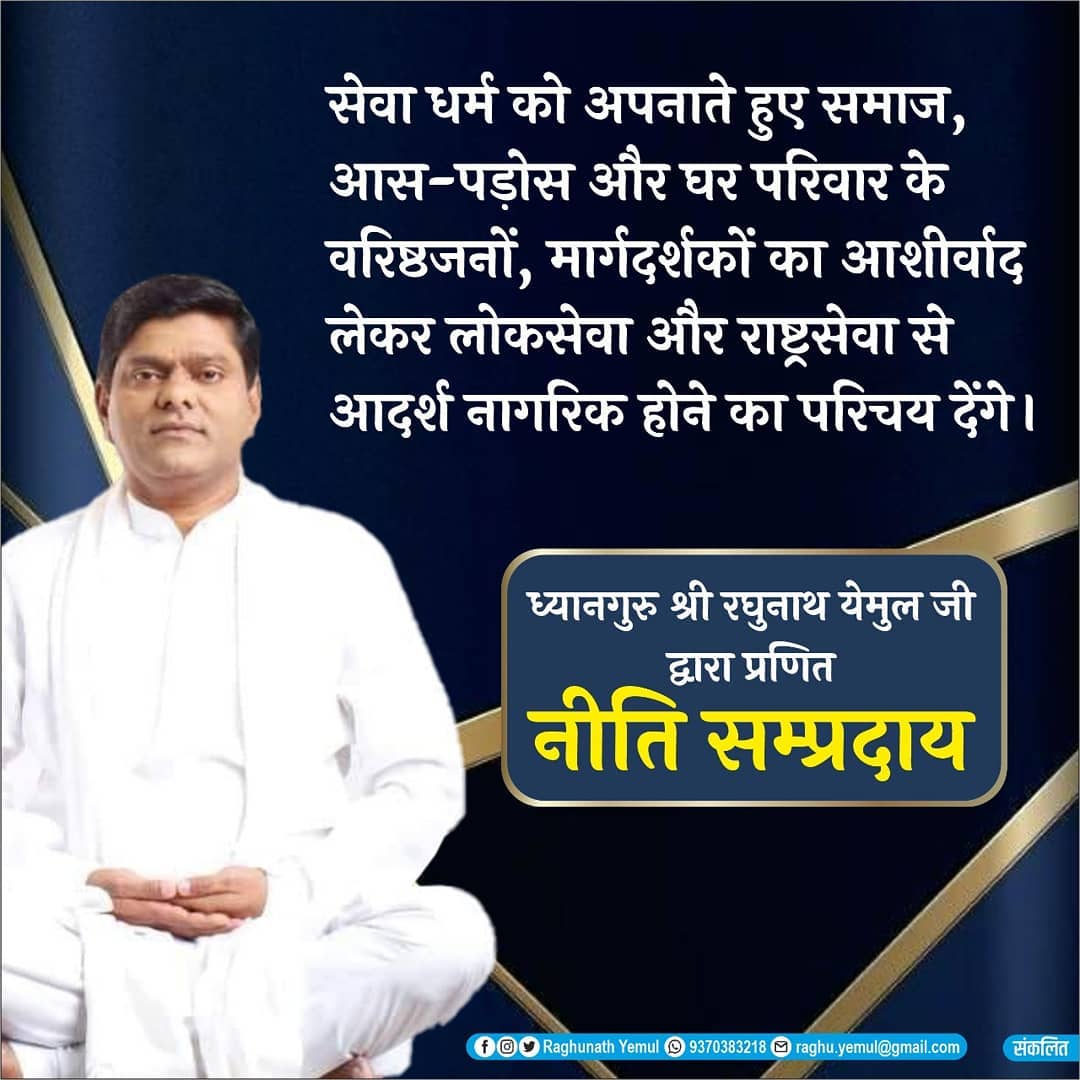 सेवा धर्म को अपनाते हुए समाज,
आस-पड़ोस और घर परिवार के
वरिष्ठजनों, मार्गदर्शकों का आशीर्वाद
लेकर लोकसेवा और राष्ट्रसेवा से
आदर्श नागरिक होने का परिचय देंगे।
ध्यानगुरु श्री रघुनाथ येमुल जी
द्वारा प्रणित
नीति सम्प्रदाय
Raghunath Yemul 9370383218 raghu.yemul@gmail.com
संकलित